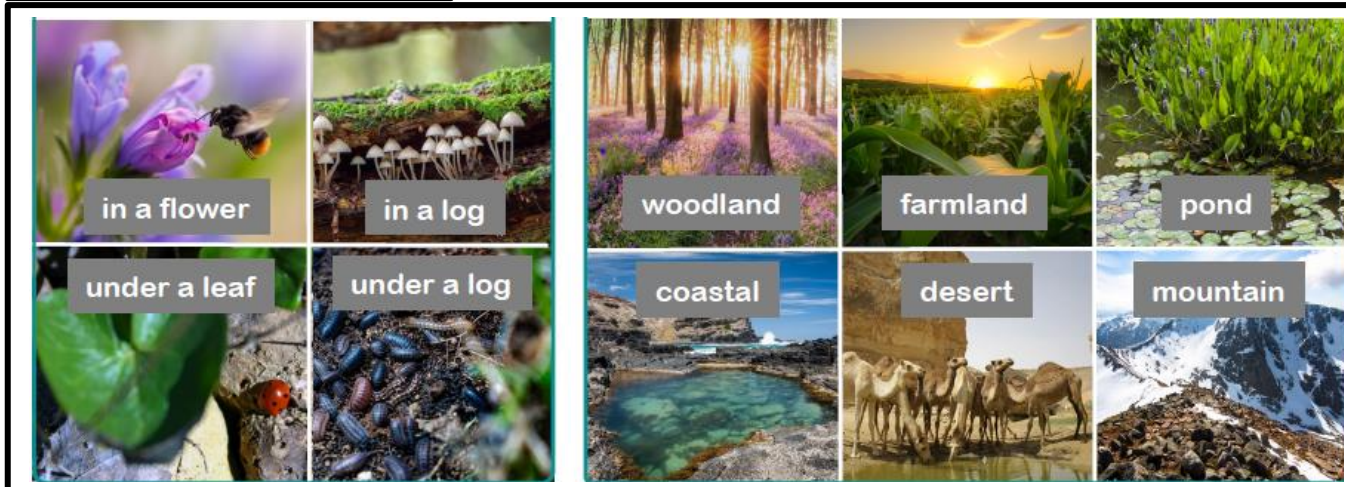 in a flower
in a log
under a leaf
under a log
woodland
farmland
pond
coastal
desert
mountain